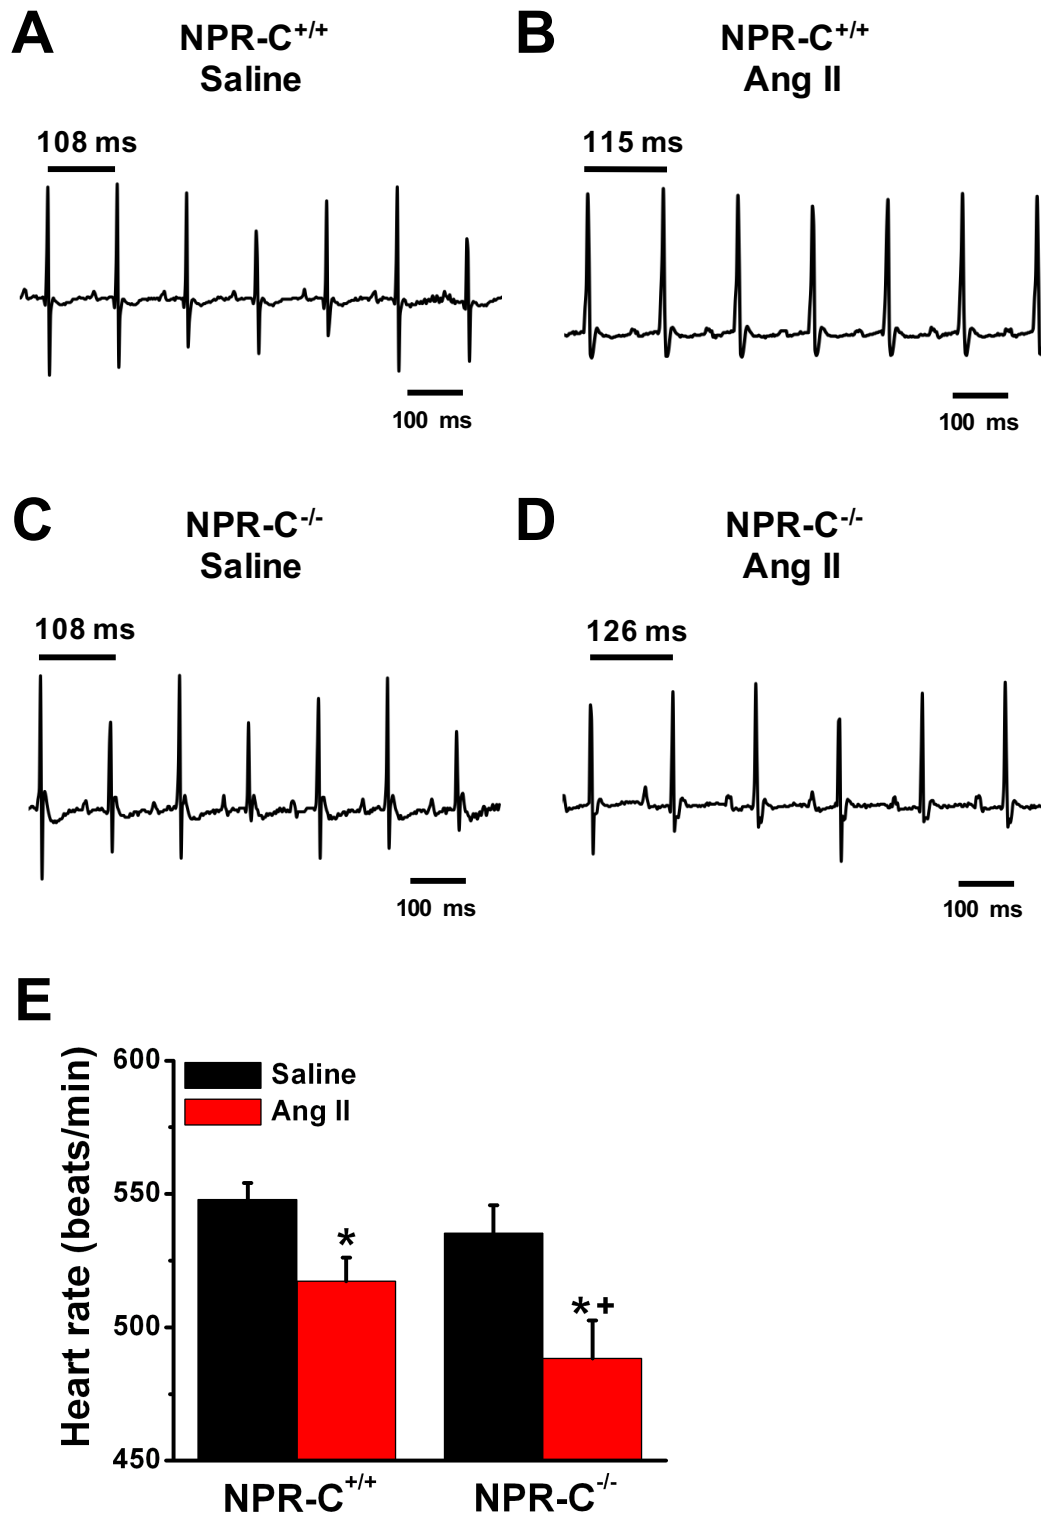 A
NPR-C+/+
Saline
108 ms
100 ms
B
NPR-C+/+
Ang II
115 ms
100 ms
C
NPR-C-/-
Saline
108 ms
100 ms
D
NPR-C-/-
Ang II
126 ms
100 ms
E
Heart rate (beats/min)
600
550
500
450
Saline
Ang II
*
*+
NPR-C+/+
NPR-C-/-